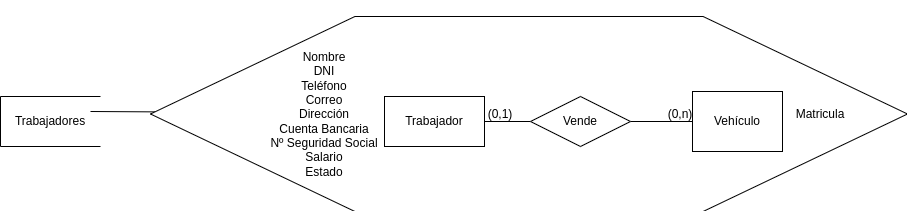 Trabajadores
Nombre
DNI
Teléfono
Correo
Dirección
Cuenta Bancaria
Nº Seguridad Social
Salario
Estado
Trabajador
(0,1)
Vende
(0,n)
Vehículo
Matricula